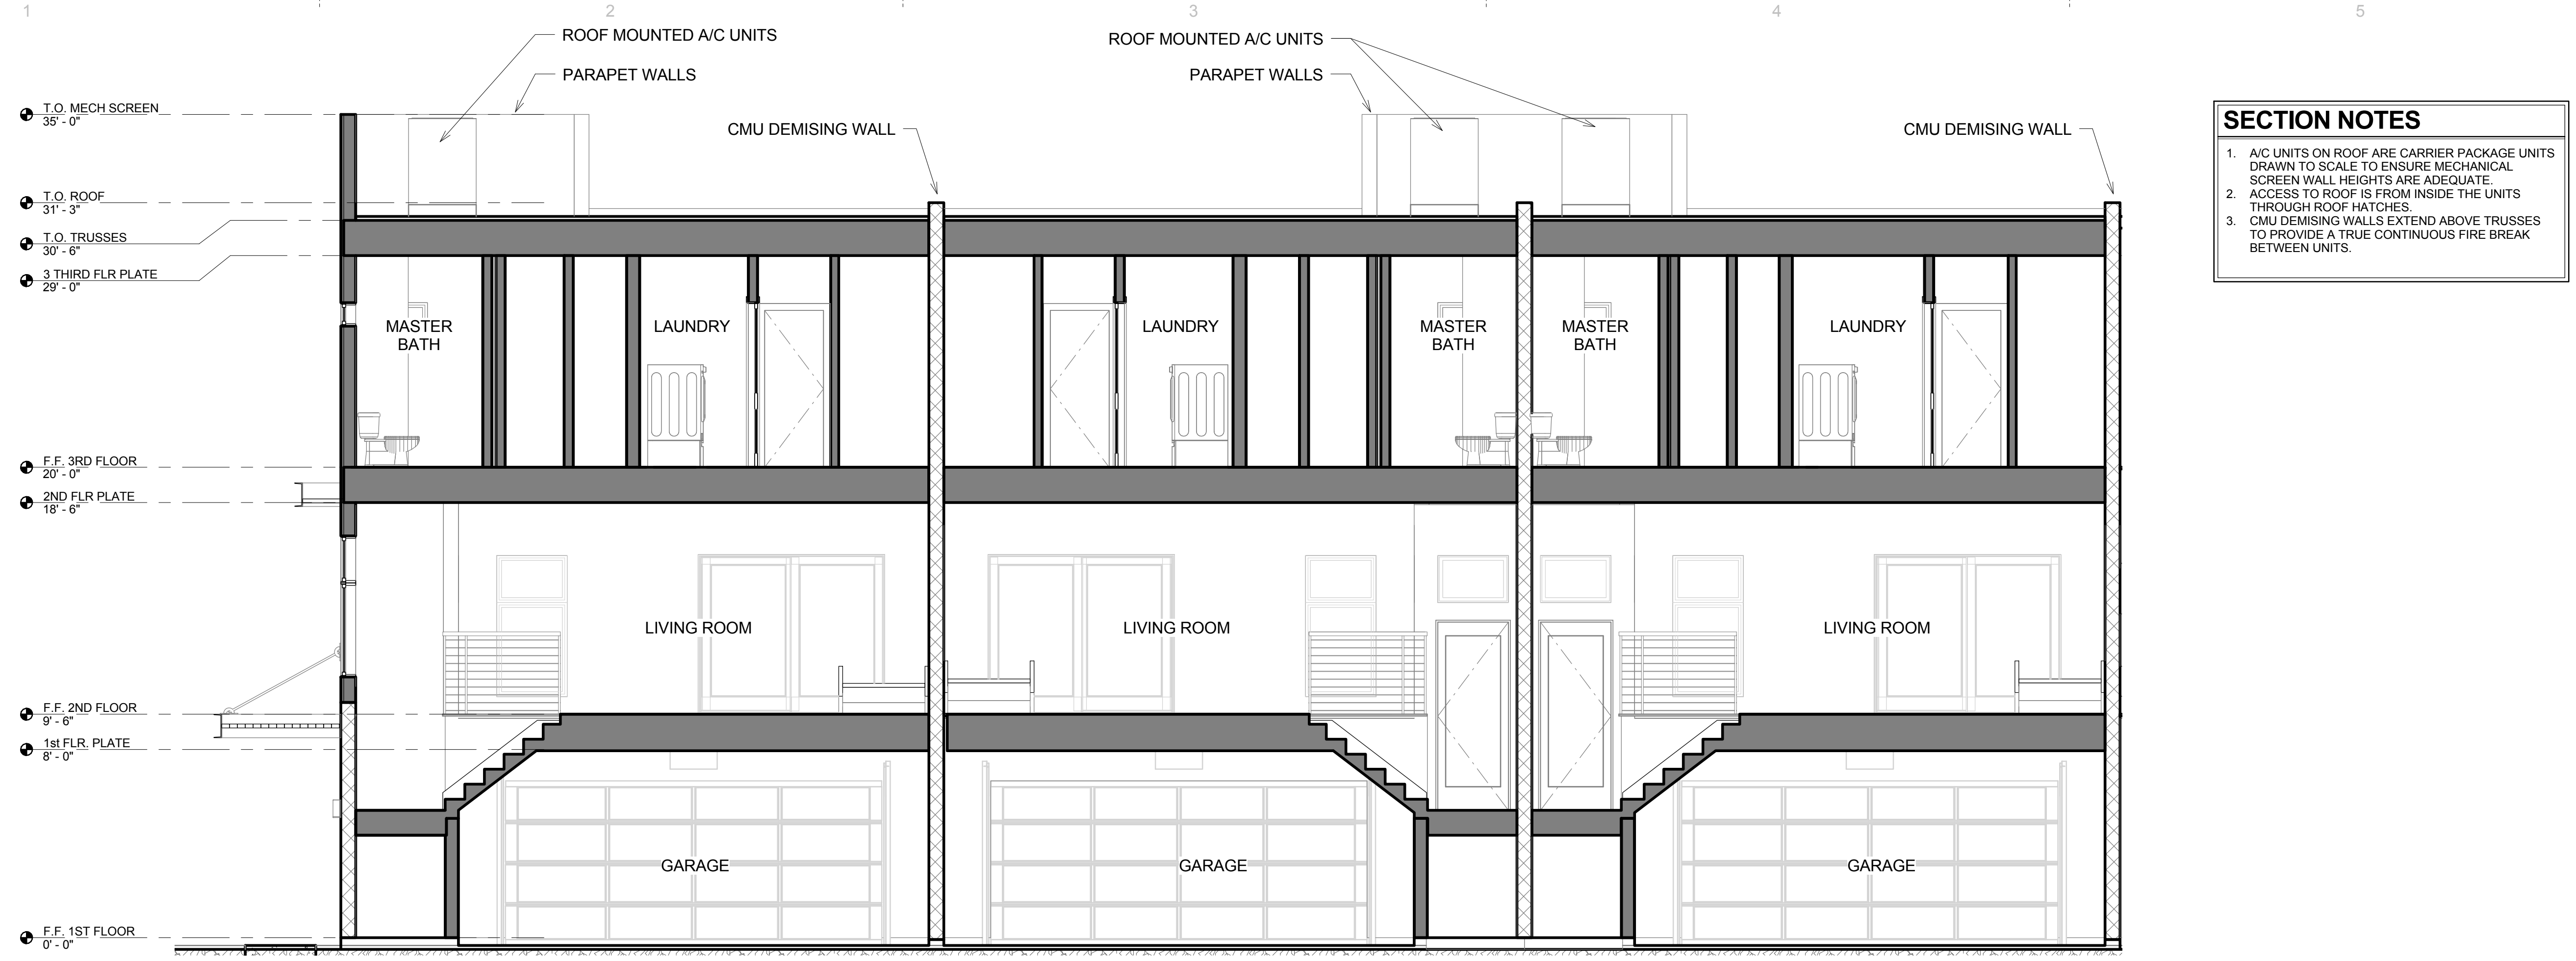 1 2 3 4 5
ROOF MOUNTED A/C UNITS
PARAPET WALLS
CMU DEMISING WALL
ROOF MOUNTED A/C UNITS
PARAPET WALLS
CMU DEMISING WALL
T.O. MECH SCREEN
35' - 0"
T.O. ROOF
31' - 3"
T.O. TRUSSES
30' - 6"
3 THIRD FLR PLATE
29' - 0"
F.F. 3RD FLOOR
20' - 0"
2ND FLR PLATE
18' - 6"
F.F. 2ND FLOOR
9' - 6"
1st FLR. PLATE
8' - 0"
F.F. 1ST FLOOR
0' - 0"
MASTER
BATH
LAUNDRY
LAUNDRY
MASTER
BATH
MASTER
BATH
LAUNDRY
LIVING ROOM
LIVING ROOM
LIVING ROOM
GARAGE
GARAGE
GARAGE
SECTION NOTES
1. A/C UNITS ON ROOF ARE CARRIER PACKAGE UNITS
DRAWN TO SCALE TO ENSURE MECHANICAL
SCREEN WALL HEIGHTS ARE ADEQUATE.
2. ACCESS TO ROOF IS FROM INSIDE THE UNITS
THROUGH ROOF HATCHES.
3. CMU DEMISING WALLS EXTEND ABOVE TRUSSES
TO PROVIDE A TRUE CONTINUOUS FIRE BREAK
BETWEEN UNITS.